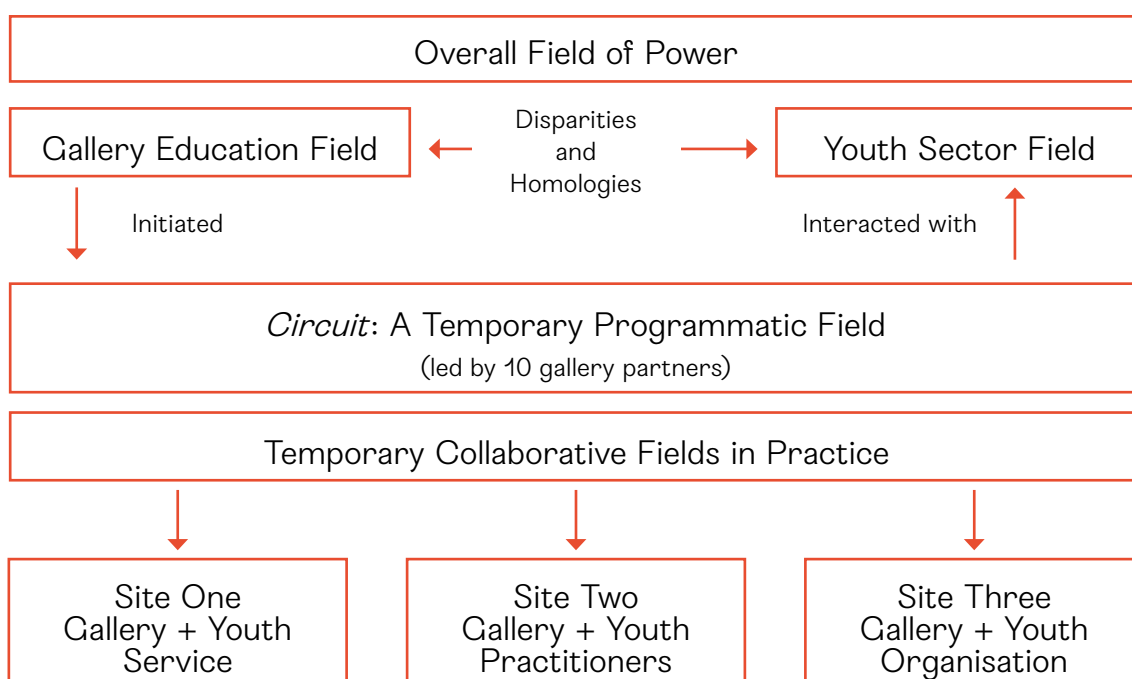 Overall Field of Power
Gallery Education Field
Disparities
and
Homologies
Youth Sector Field
Initiated
Interacted with
Circuit: A Temporary Programmatic Field
(led by 10 gallery partners)
Temporary Collaborative Fields in Practice
Site One
Gallery + Youth
Service
Site Two
Gallery + Youth
Practitioners
Site Three
Gallery + Youth
Organisation